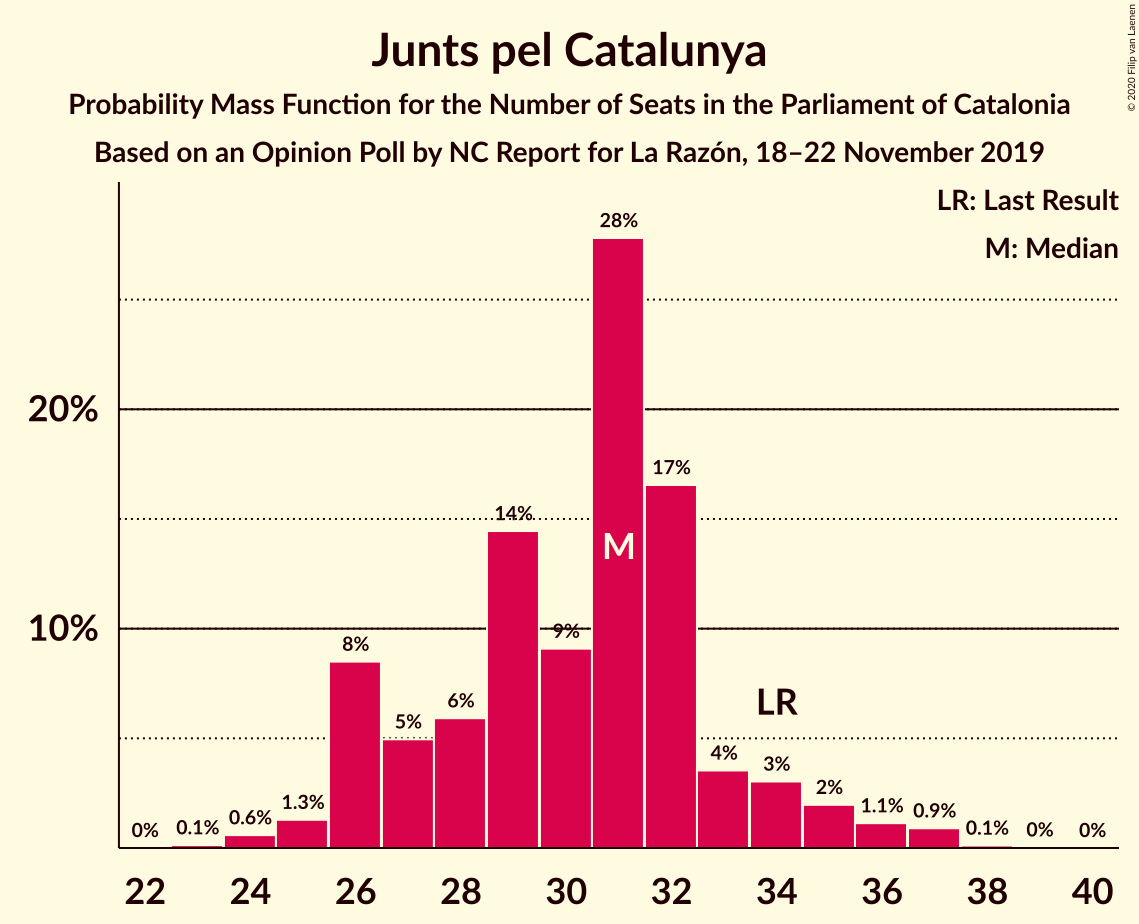 Junts pel Catalunya
Probability Mass Function for the Number of Seats in the Parliament of Catalonia
Based on an Opinion Poll by NC Report for La Razón, 18–22 November 2019
© 2020 Filip van Laenen
LR: Last Result
M: Median
28%
20%
17%
14%
M
10%
9%
8%
LR
6%
5%
4%
3%
2%
1.3%
1.1%
0.9%
0.6%
0% 0.1% 0.1% 0% 0%
22 24 26 28 30 32 34 36 38 40